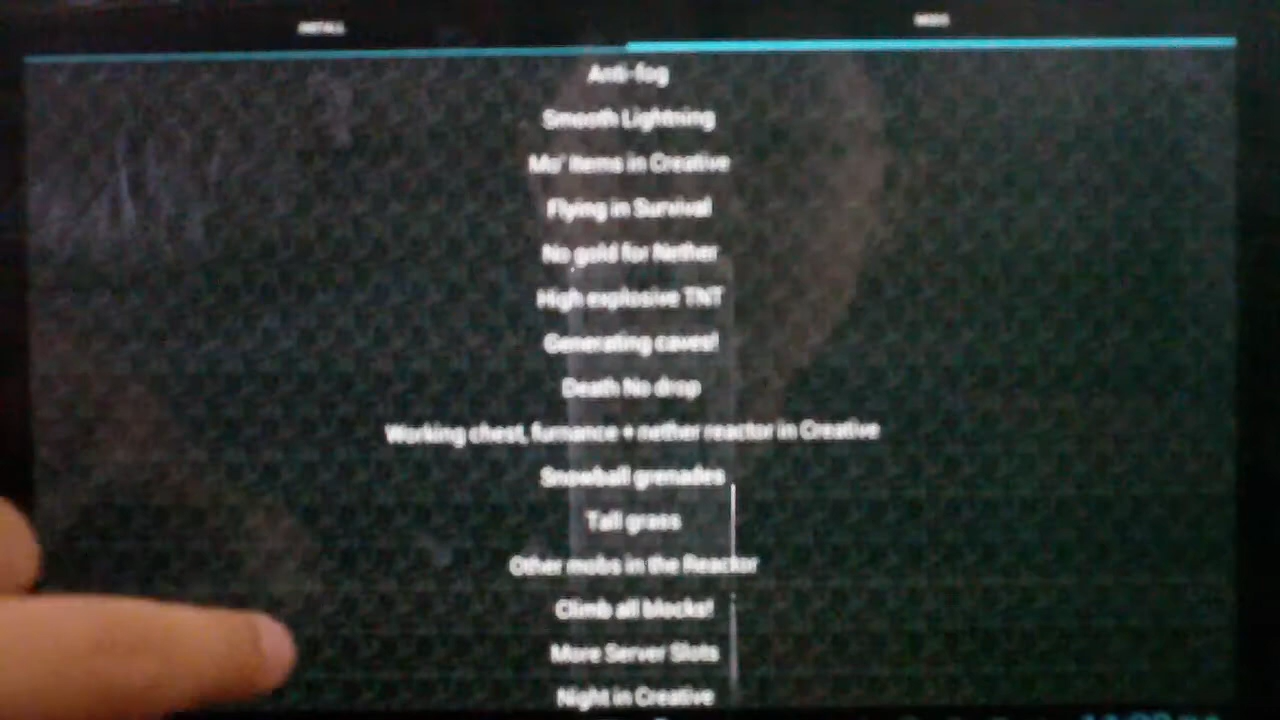 INSTALL
MODS
Anti-fog
Smooth Lightning
Mo' Items in Creative
Flying in Survival
No gold for Nether
High explosive TNT
Generating caves!
Death No drop
Working chest, furnance + nether reactor in Creative
Snowball grenades
Tall grass
Other mobs in the Reactor
Climb all blocks!
More Server Slots
Night in Creative